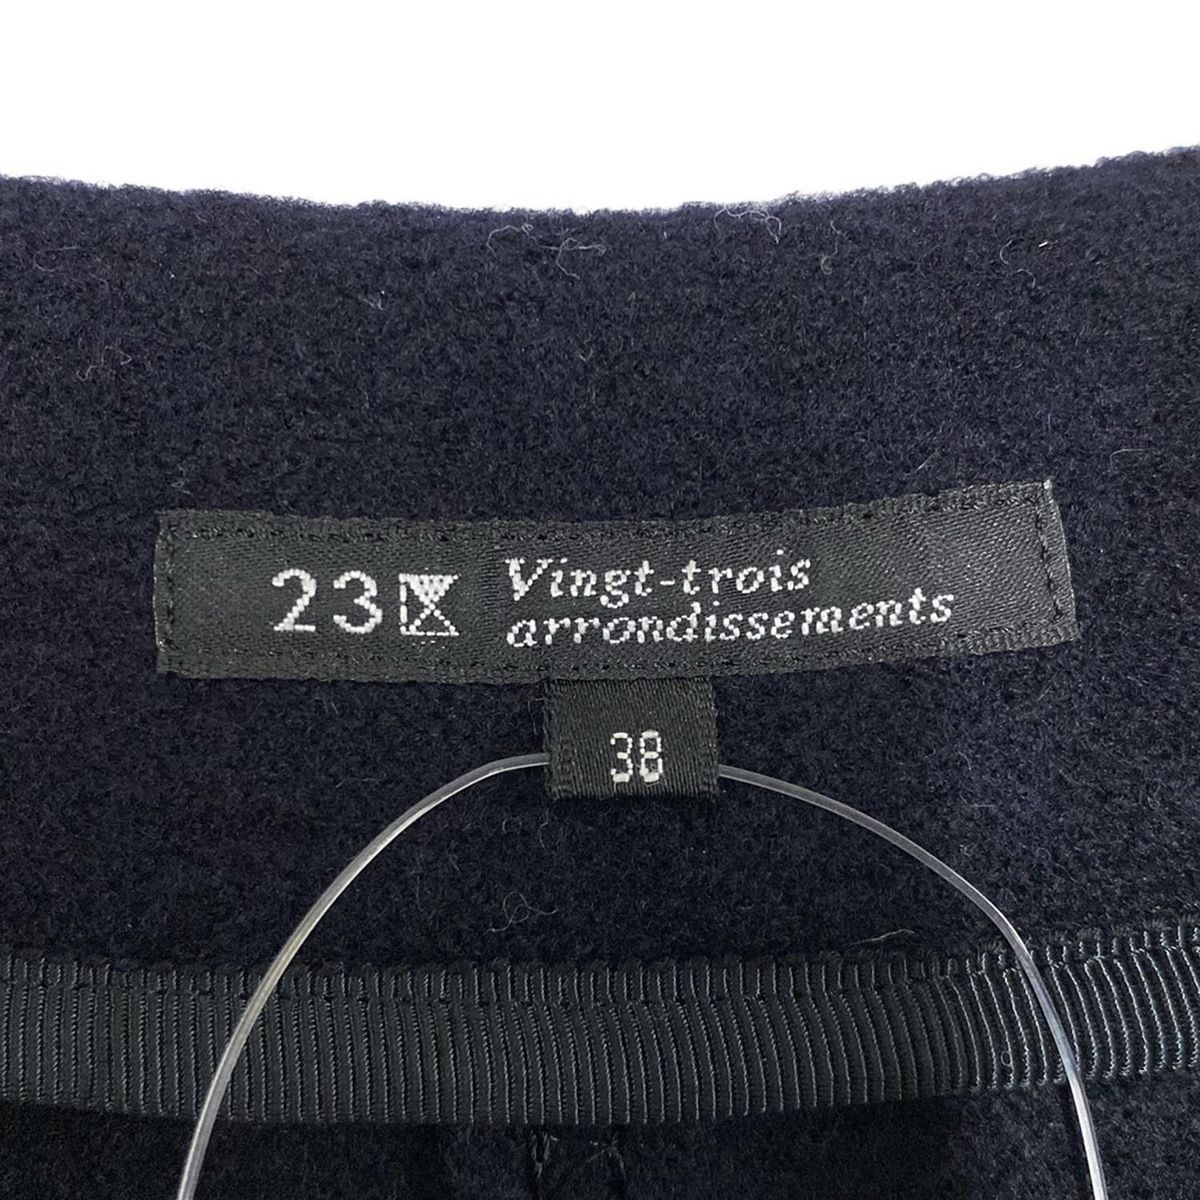 23区 Vingt-trois
arrondissements
38